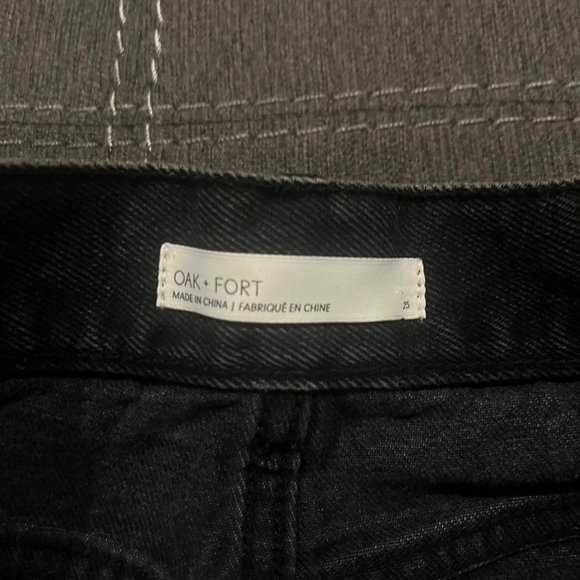 OAK + FORT
MADE IN CHINA | FABRIQUÉ EN CHINE
25